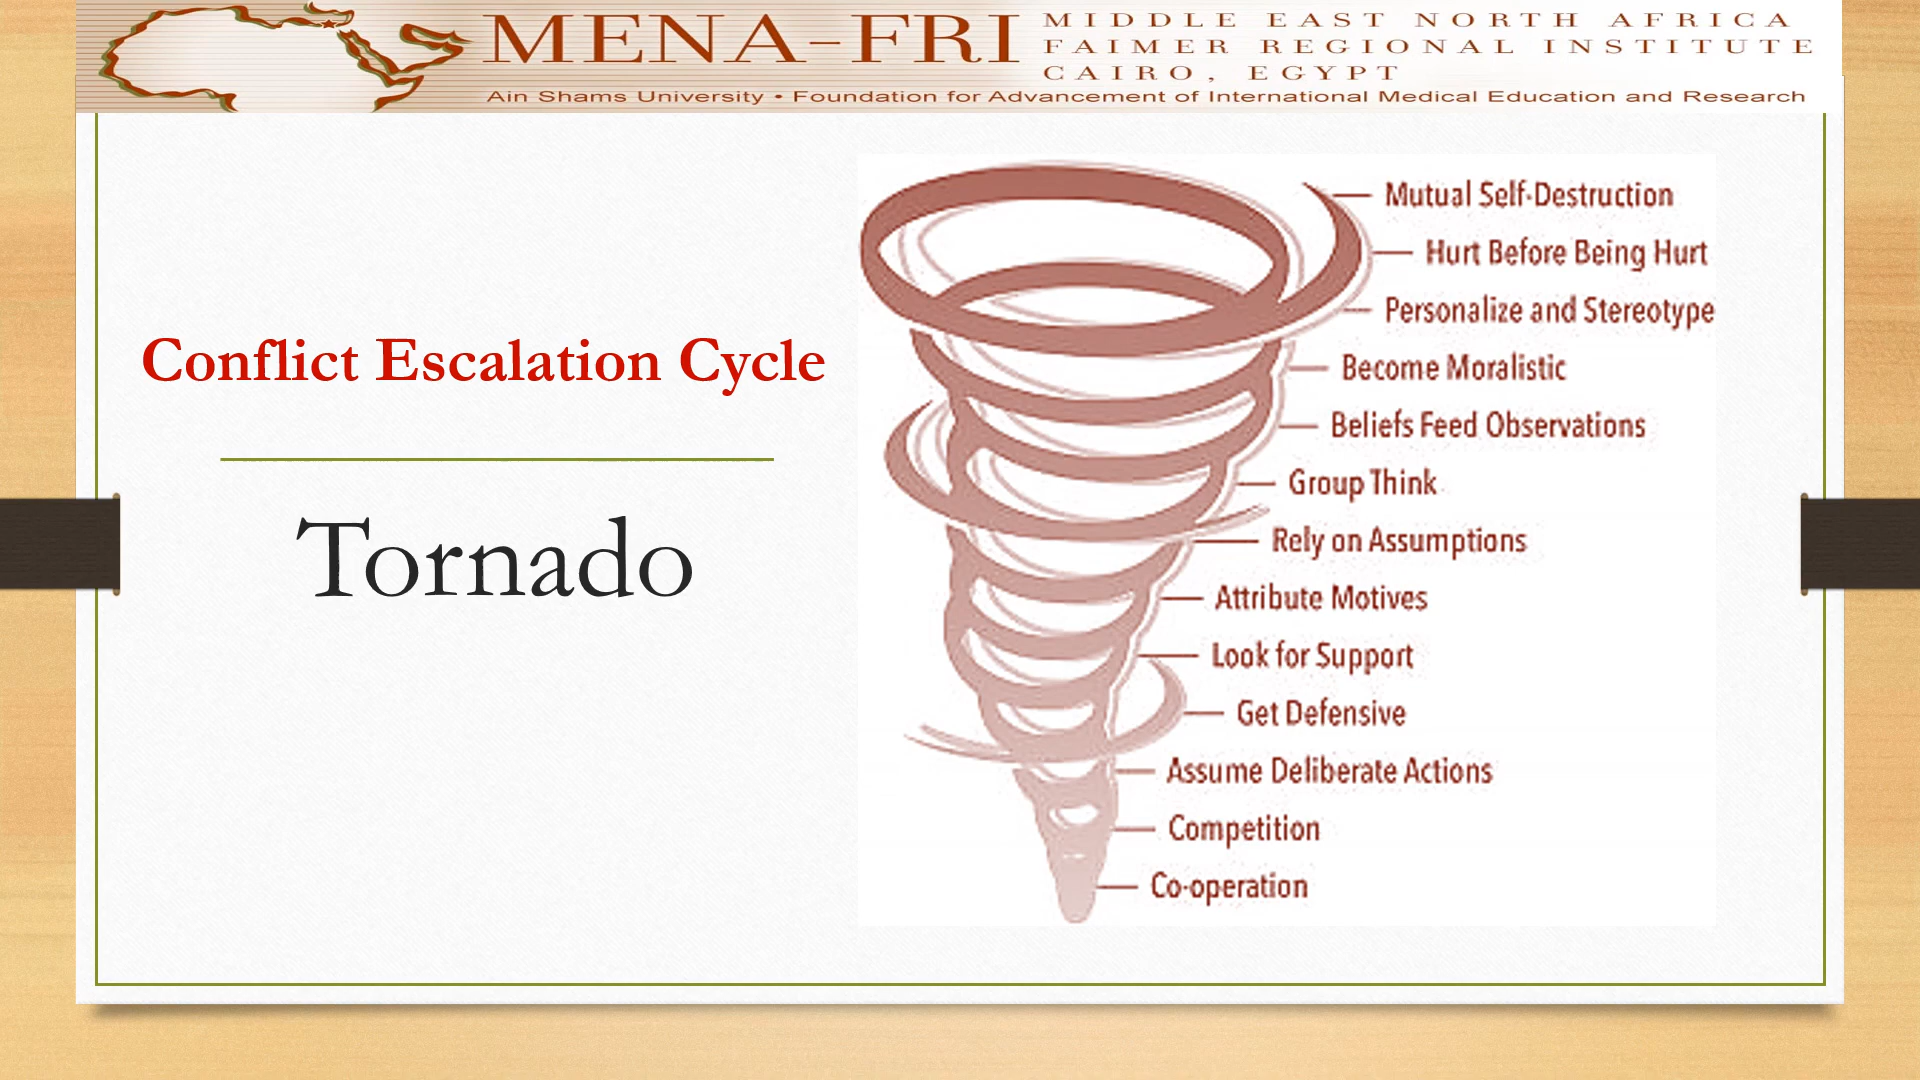 MENA-FRI
MIDDLE EAST NORTH AFRICA
FAIMER REGIONAL INSTITUTE
CAIRO, EGYPT
Ain Shams University • Foundation for Advancement of International Medical Education and Research
Conflict Escalation Cycle
Tornado
Mutual Self-Destruction
Hurt Before Being Hurt
Personalize and Stereotype
Become Moralistic
Beliefs Feed Observations
Group Think
Rely on Assumptions
Attribute Motives
Look for Support
Get Defensive
Assume Deliberate Actions
Competition
Co-operation